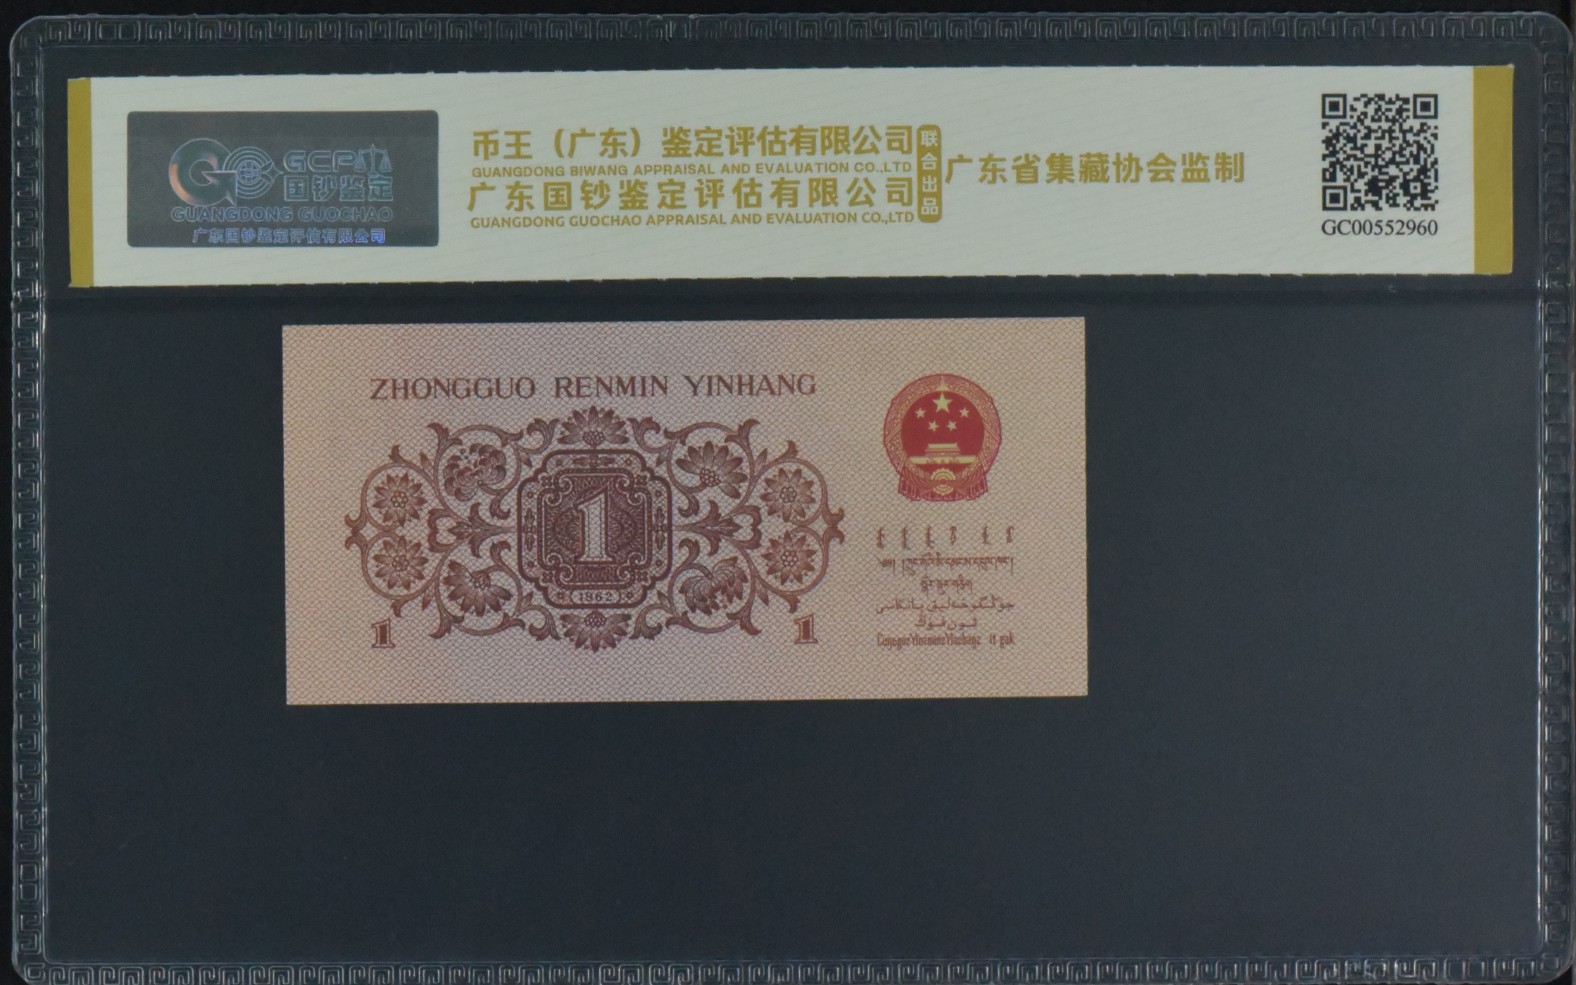 GCP
国钞鉴定
GUANGDONG GUOCHAO
广东国钞鉴定评估有限公司
币王（广东）鉴定评估有限公司
GUANGDONG BIWANG APPRAISAL AND EVALUATION CO.,LTD
广东国钞鉴定评估有限公司
GUANGDONG GUOCHAO APPRAISAL AND EVALUATION CO.,LTD
联合出品
广东省集藏协会监制
GC00552960
ZHONGGUO RENMIN YINHANG
1
1962
1
1